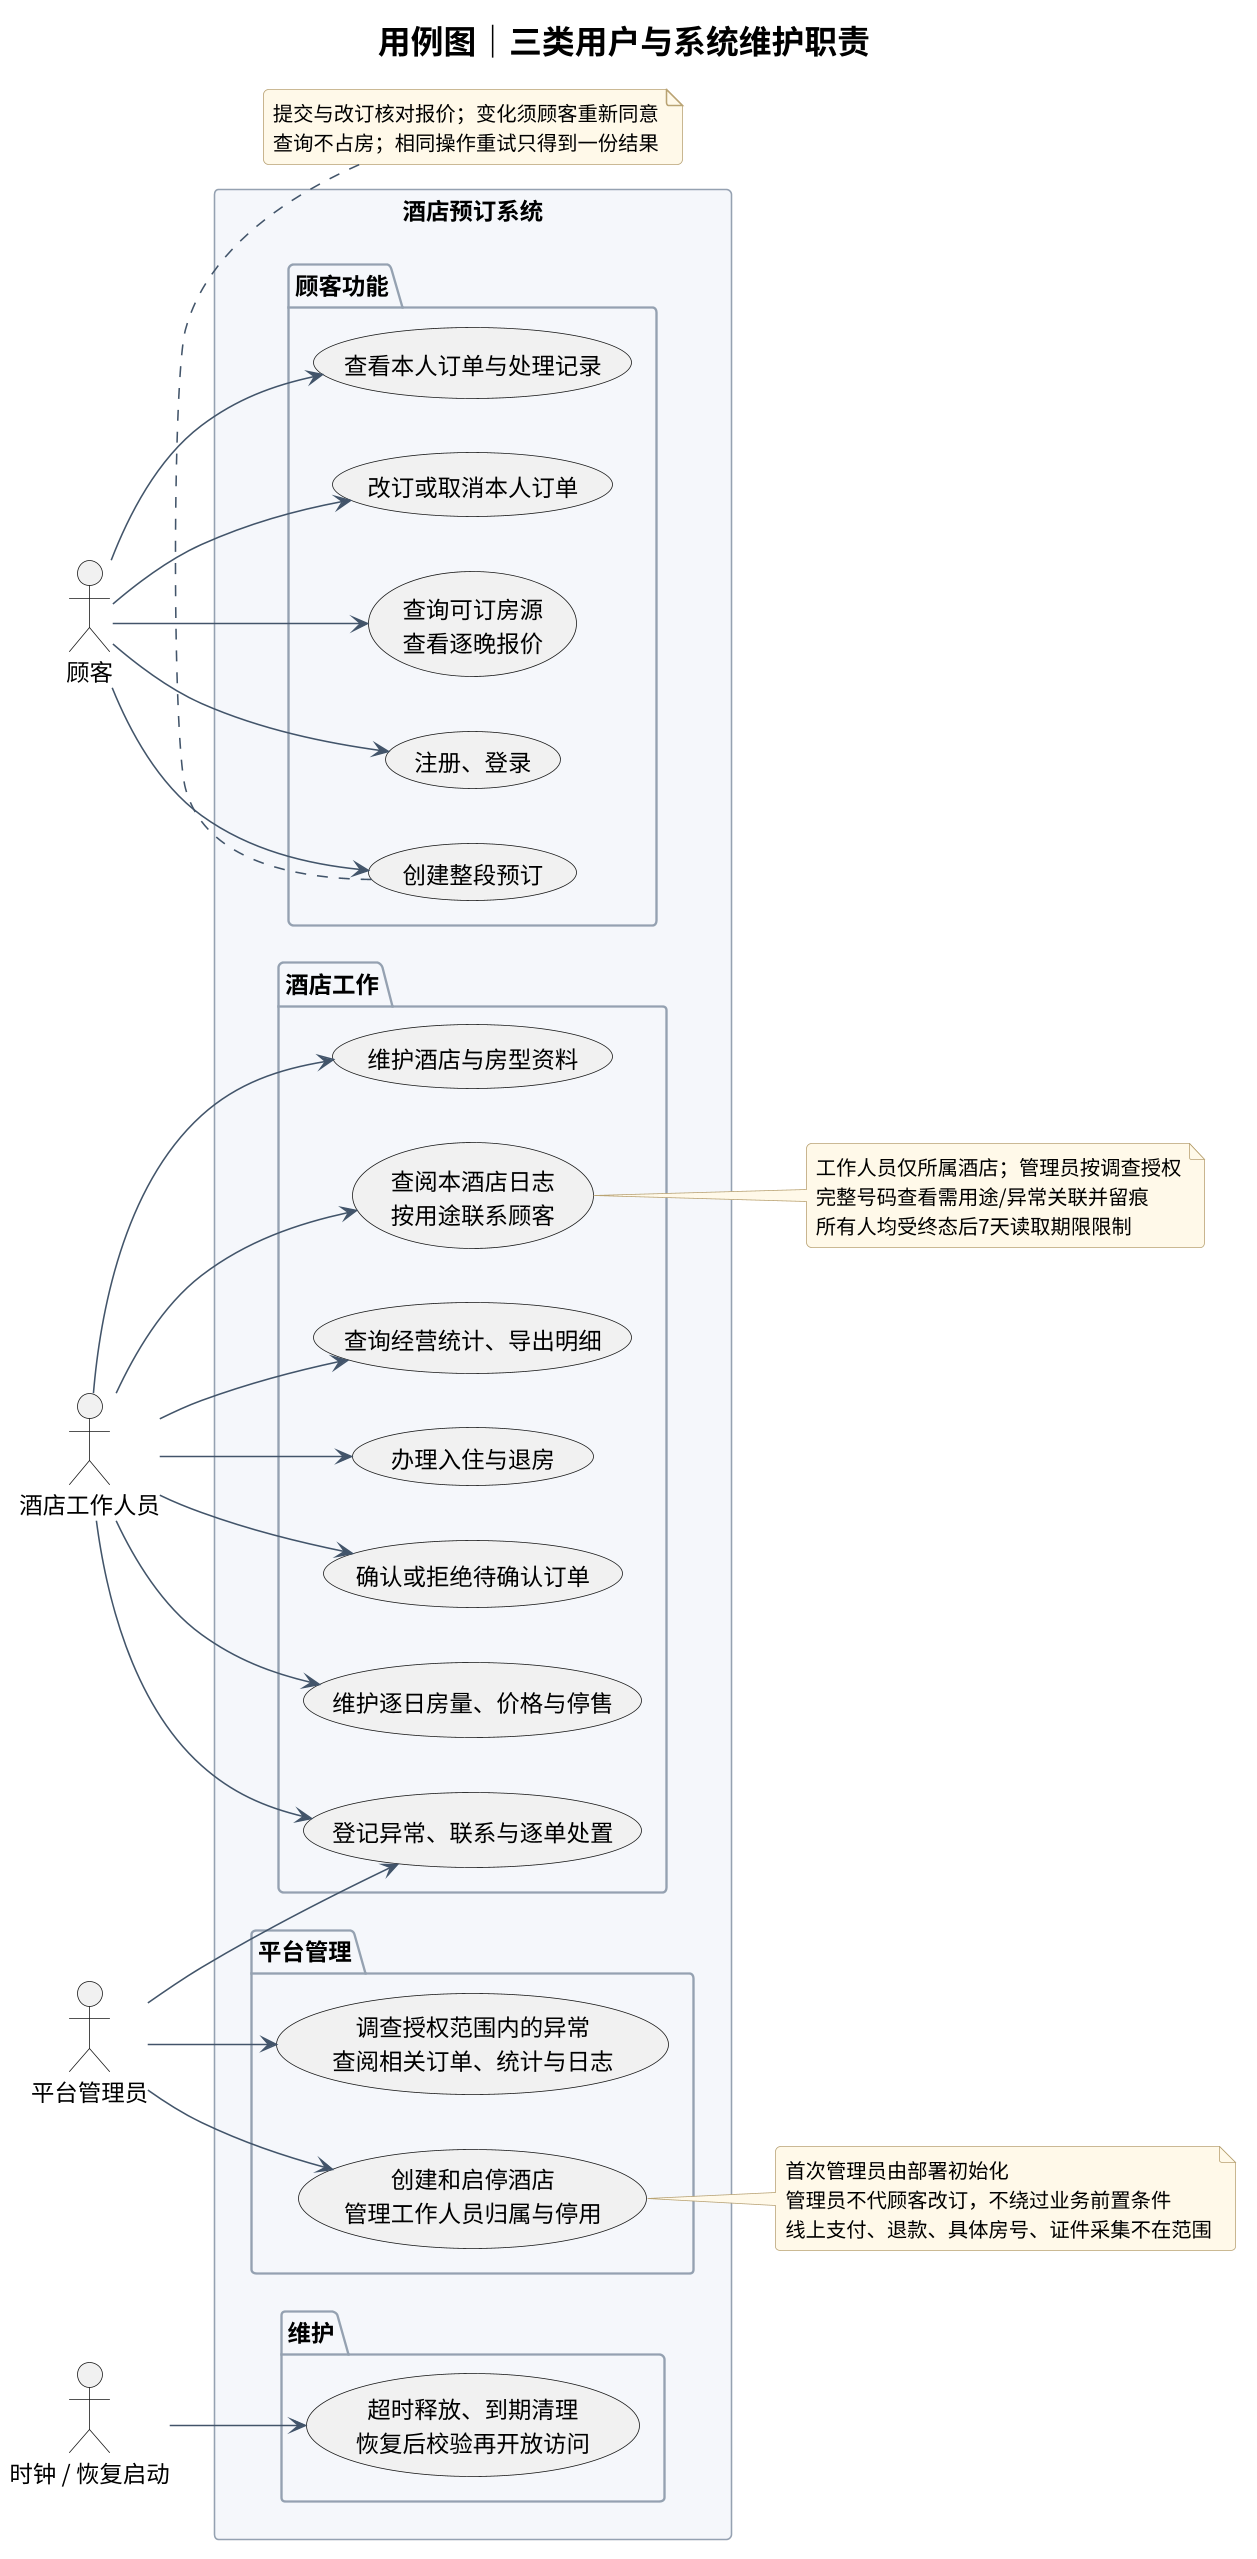 用例图｜三类用户与系统维护职责
提交与改订核对报价；变化须顾客重新同意
查询不占房；相同操作重试只得到一份结果
酒店预订系统
顾客功能
查看本人订单与处理记录
改订或取消本人订单
查询可订房源
查看逐晚报价
顾客
注册、登录
创建整段预订
酒店工作
维护酒店与房型资料
查阅本酒店日志
按用途联系顾客
工作人员仅所属酒店；管理员按调查授权
完整号码查看需用途/异常关联并留痕
所有人均受终态后7天读取期限限制
查询经营统计、导出明细
办理入住与退房
酒店工作人员
确认或拒绝待确认订单
维护逐日房量、价格与停售
登记异常、联系与逐单处置
平台管理
调查授权范围内的异常
查阅相关订单、统计与日志
平台管理员
创建和启停酒店
管理工作人员归属与停用
首次管理员由部署初始化
管理员不代顾客改订，不绕过业务前置条件
线上支付、退款、具体房号、证件采集不在范围
维护
超时释放、到期清理
恢复后校验再开放访问
时钟 / 恢复启动